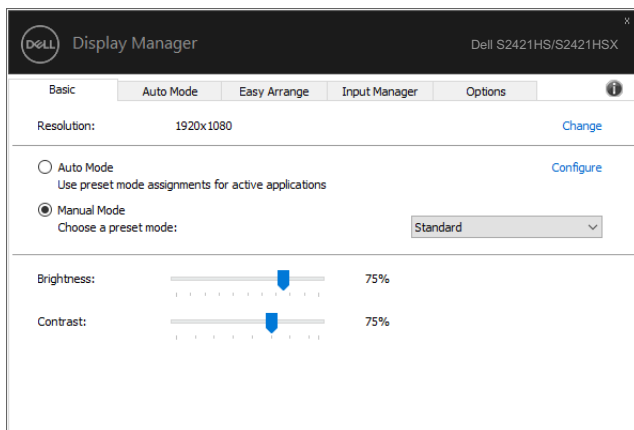 x
DELL Display Manager Dell S2421HS/S2421HSX
Basic Auto Mode Easy Arrange Input Manager Options
Resolution: 1920x1080 Change
Auto Mode Configure
Use preset mode assignments for active applications
Manual Mode
Choose a preset mode: Standard
Brightness: 75%
Contrast: 75%